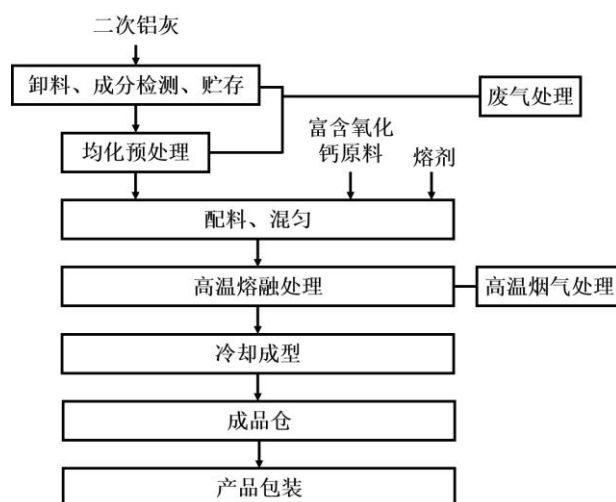 二次铝灰
卸料、成分检测、贮存
废气处理
均化预处理
富含氧化
钙原料
熔剂
配料、混匀
高温熔融处理
高温烟气处理
冷却成型
成品仓
产品包装